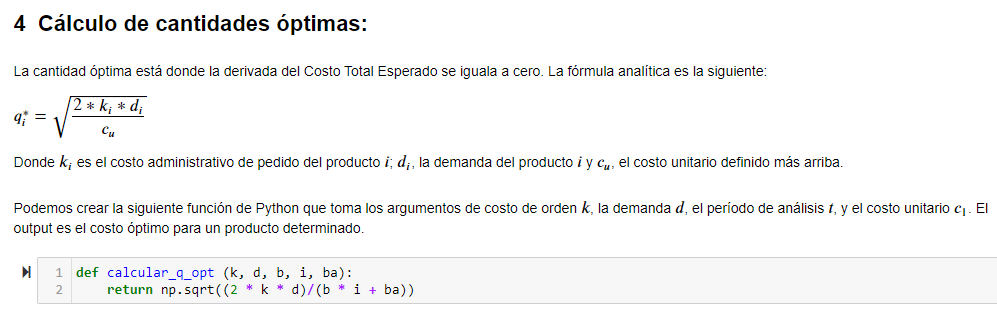 4 Cálculo de cantidades óptimas:
La cantidad óptima está donde la derivada del Costo Total Esperado se iguala a cero. La fórmula analítica es la siguiente:
q_i^* = √(2 * k_i * d_i / c_u)
Donde k_i es el costo administrativo de pedido del producto i; d_i, la demanda del producto i y c_u, el costo unitario definido más arriba.
Podemos crear la siguiente función de Python que toma los argumentos de costo de orden k, la demanda d, el período de análisis t, y el costo unitario c_1. El
output es el costo óptimo para un producto determinado.
1 def calcular_q_opt (k, d, b, i, ba):
2     return np.sqrt((2 * k * d)/(b * i + ba))